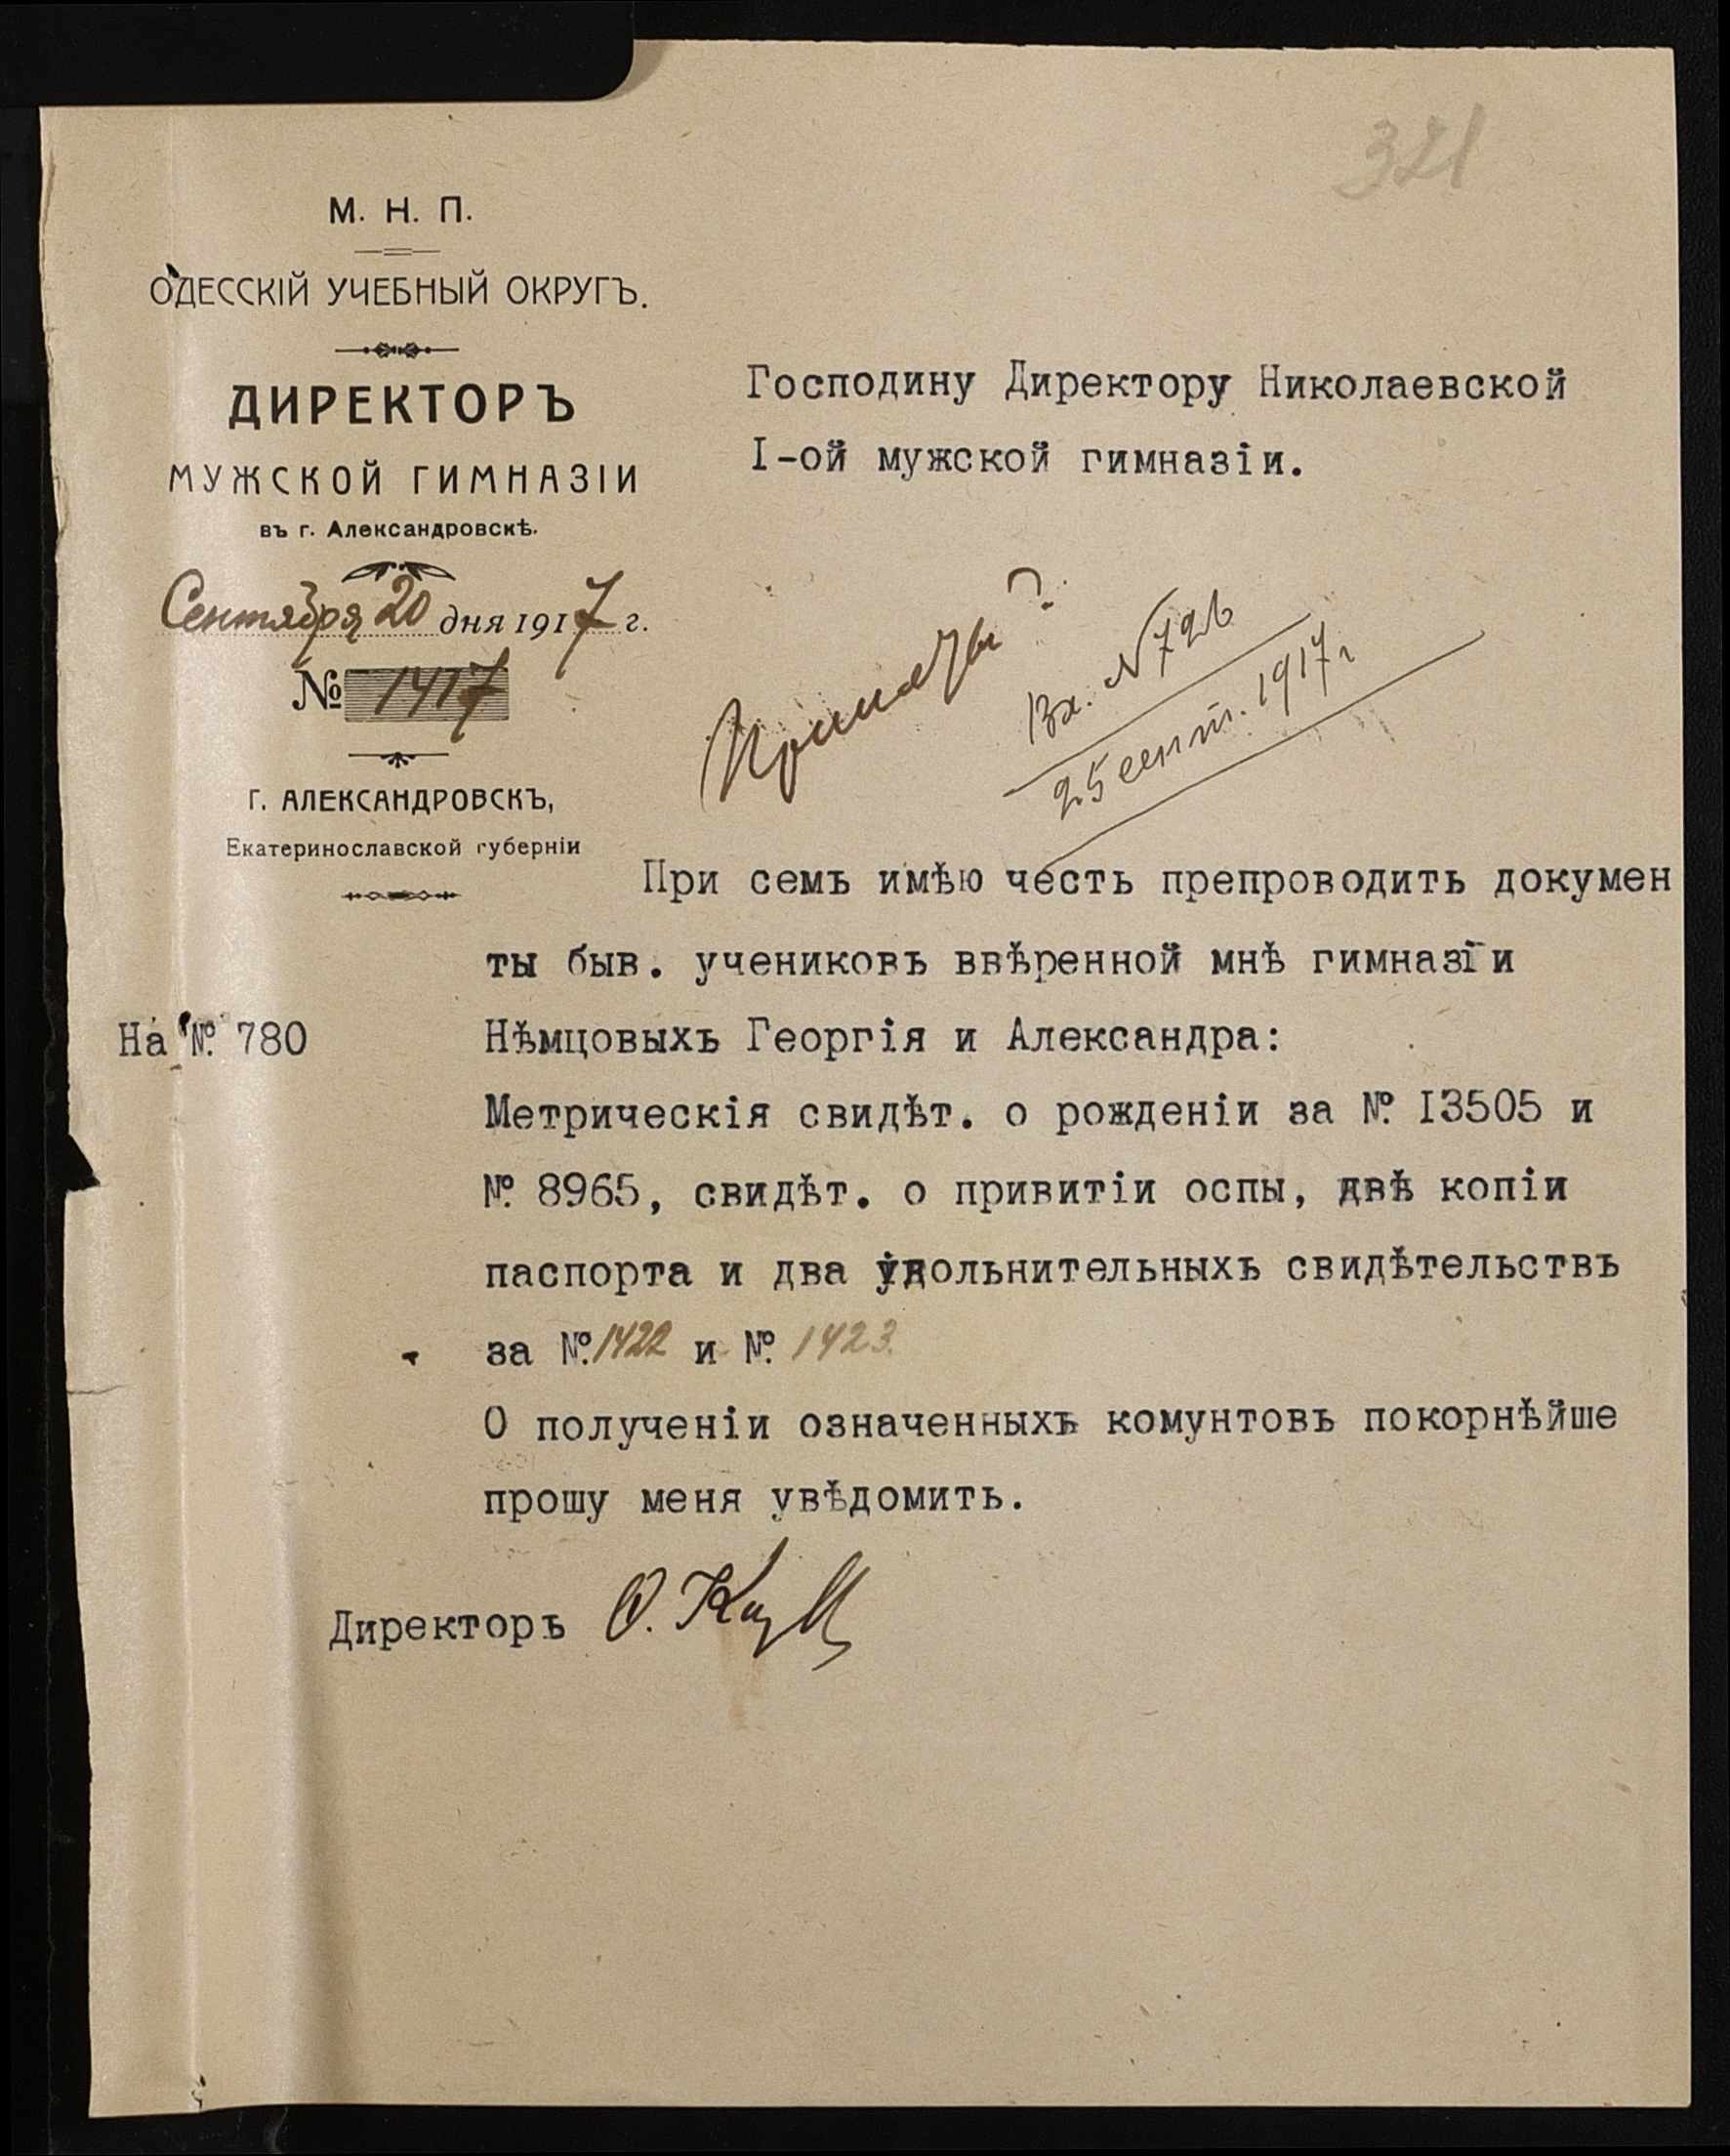 321
М. Н. П.
ОДЕССКІЙ УЧЕБНЫЙ ОКРУГЪ.
ДИРЕКТОРЪ
МУЖСКОЙ ГИМНАЗІИ
въ г. Александровскѣ.
Сентября 20 дня 1917 г.
№ 1417
Г. АЛЕКСАНДРОВСКЪ,
Екатеринославской губерніи
Господину Директору Николаевской
I-ой мужской гимназіи.
Приняты?
Вх. N 726
25 сент. 1917 г
При семъ имѣю честь препроводить докумен
ты быв. учениковъ ввѣренной мнѣ гимназіи
На № 780
Нѣмцовыхъ Георгія и Александра:
Метрическія свидѣт. о рожденіи за № I3505 и
№ 8965, свидѣт. о привитіи оспы, двѣ копіи
паспорта и два увольнительныхъ свидѣтельствъ
за № 1422 и № 1423
О полученіи означенныхъ комунтовъ покорнѣйше
прошу меня увѣдомить.
Директоръ